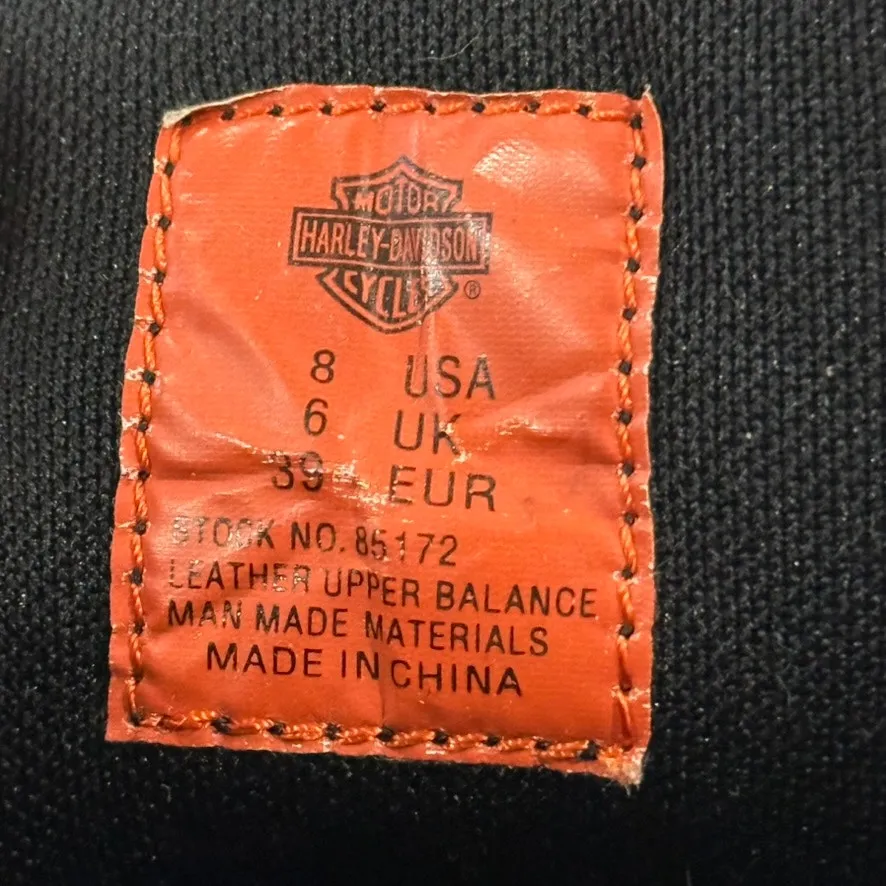 MOTOR
HARLEY-DAVIDSON
CYCLES
®
8 USA
6 UK
39 EUR
STOCK NO. 85172
LEATHER UPPER BALANCE
MAN MADE MATERIALS
MADE IN CHINA